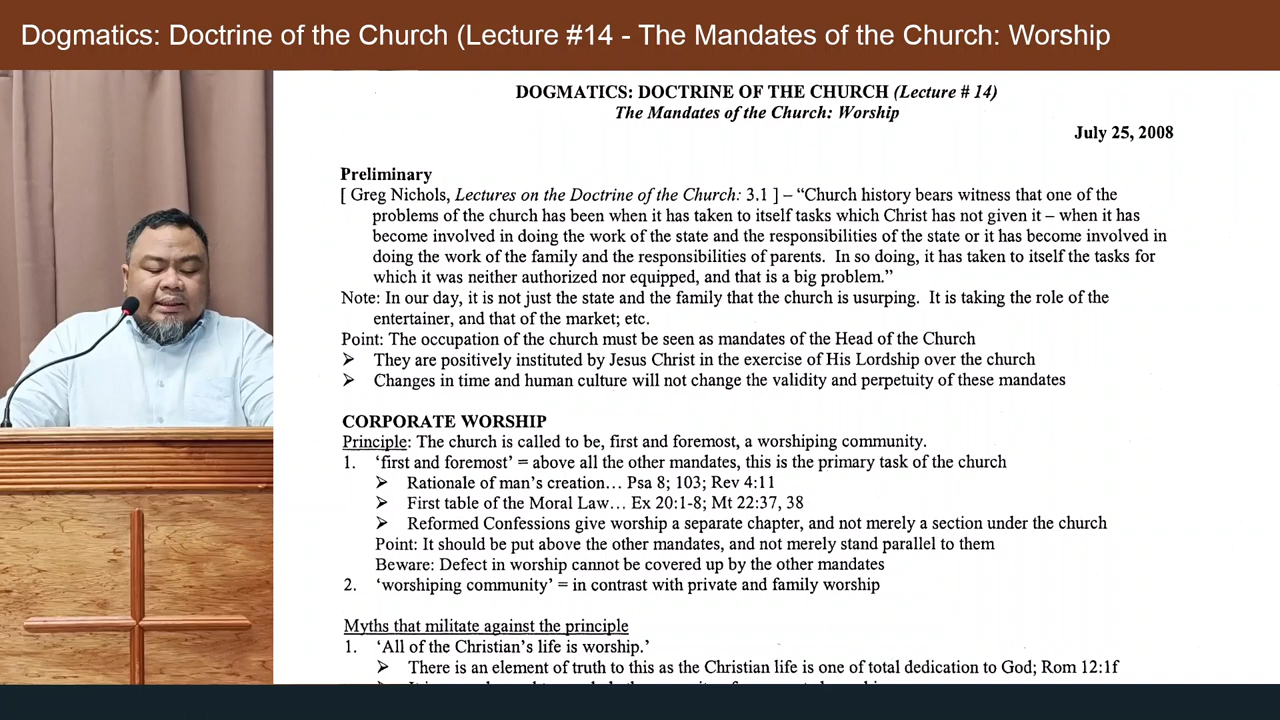 Dogmatics: Doctrine of the Church (Lecture #14 - The Mandates of the Church: Worship
DOGMATICS: DOCTRINE OF THE CHURCH (Lecture # 14)
The Mandates of the Church: Worship
July 25, 2008
Preliminary
[ Greg Nichols, Lectures on the Doctrine of the Church: 3.1 ] – “Church history bears witness that one of the
problems of the church has been when it has taken to itself tasks which Christ has not given it – when it has
become involved in doing the work of the state and the responsibilities of the state or it has become involved in
doing the work of the family and the responsibilities of parents. In so doing, it has taken to itself the tasks for
which it was neither authorized nor equipped, and that is a big problem.”
Note: In our day, it is not just the state and the family that the church is usurping. It is taking the role of the
entertainer, and that of the market; etc.
Point: The occupation of the church must be seen as mandates of the Head of the Church
➢ They are positively instituted by Jesus Christ in the exercise of His Lordship over the church
➢ Changes in time and human culture will not change the validity and perpetuity of these mandates
CORPORATE WORSHIP
Principle: The church is called to be, first and foremost, a worshiping community.
1. ‘first and foremost’ = above all the other mandates, this is the primary task of the church
➢ Rationale of man’s creation… Psa 8; 103; Rev 4:11
➢ First table of the Moral Law… Ex 20:1-8; Mt 22:37, 38
➢ Reformed Confessions give worship a separate chapter, and not merely a section under the church
Point: It should be put above the other mandates, and not merely stand parallel to them
Beware: Defect in worship cannot be covered up by the other mandates
2. ‘worshiping community’ = in contrast with private and family worship
Myths that militate against the principle
1. ‘All of the Christian’s life is worship.’
➢ There is an element of truth to this as the Christian life is one of total dedication to God; Rom 12:1f